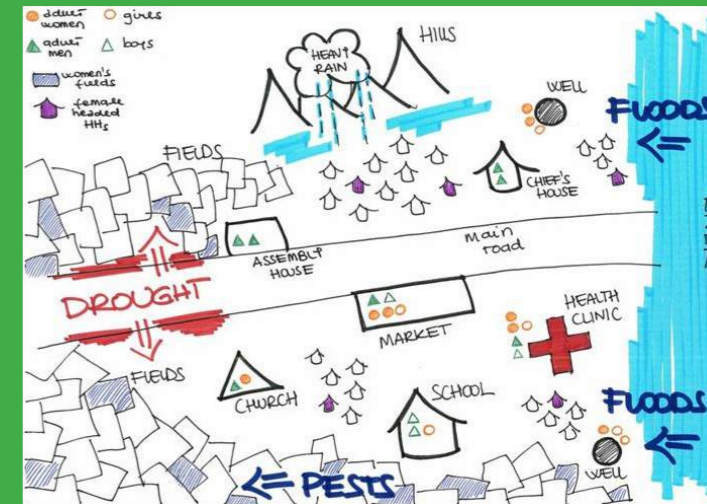 adult women
girls
adult men
boys
women's fields
female headed HHs
HEAVY RAIN
HILLS
WELL
FLOODS
FIELDS
CHIEF'S HOUSE
ASSEMBLY HOUSE
Main road
DROUGHT
MARKET
HEALTH CLINIC
FIELDS
CHURCH
SCHOOL
FLOODS
PESTS
WELL